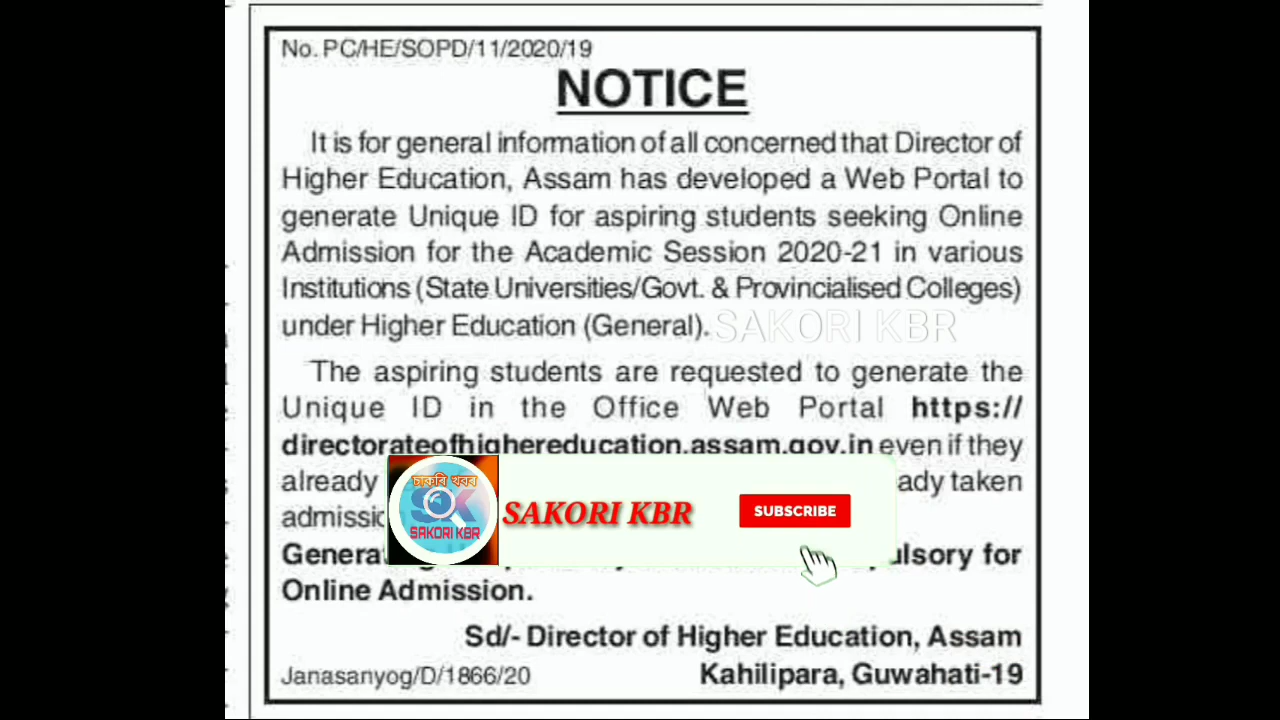 No. PC/HE/SOPD/11/2020/19
NOTICE
It is for general information of all concerned that Director of
Higher Education, Assam has developed a Web Portal to
generate Unique ID for aspiring students seeking Online
Admission for the Academic Session 2020-21 in various
Institutions (State Universities/Govt. & Provincialised Colleges)
under Higher Education (General).
SAKORI KBR
The aspiring students are requested to generate the
Unique ID in the Office Web Portal https://
directorateofhighereducation.assam.gov.in even if they
already
taken
চাকৰি খবৰ
SK
SAKORI KBR
SAKORI KBR
SUBSCRIBE
for
Online Admission.
Sd/- Director of Higher Education, Assam
Janasanyog/D/1866/20
Kahilipara, Guwahati-19